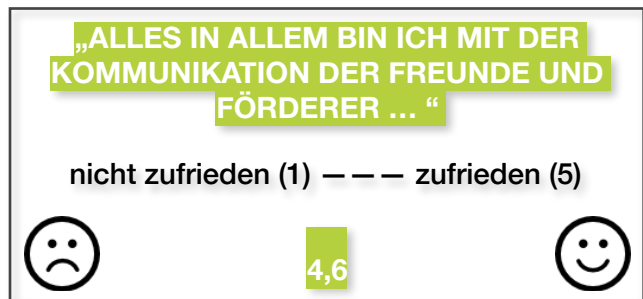 „ALLES IN ALLEM BIN ICH MIT DER
KOMMUNIKATION DER FREUNDE UND
FÖRDERER … “
nicht zufrieden (1) — — — zufrieden (5)
4,6